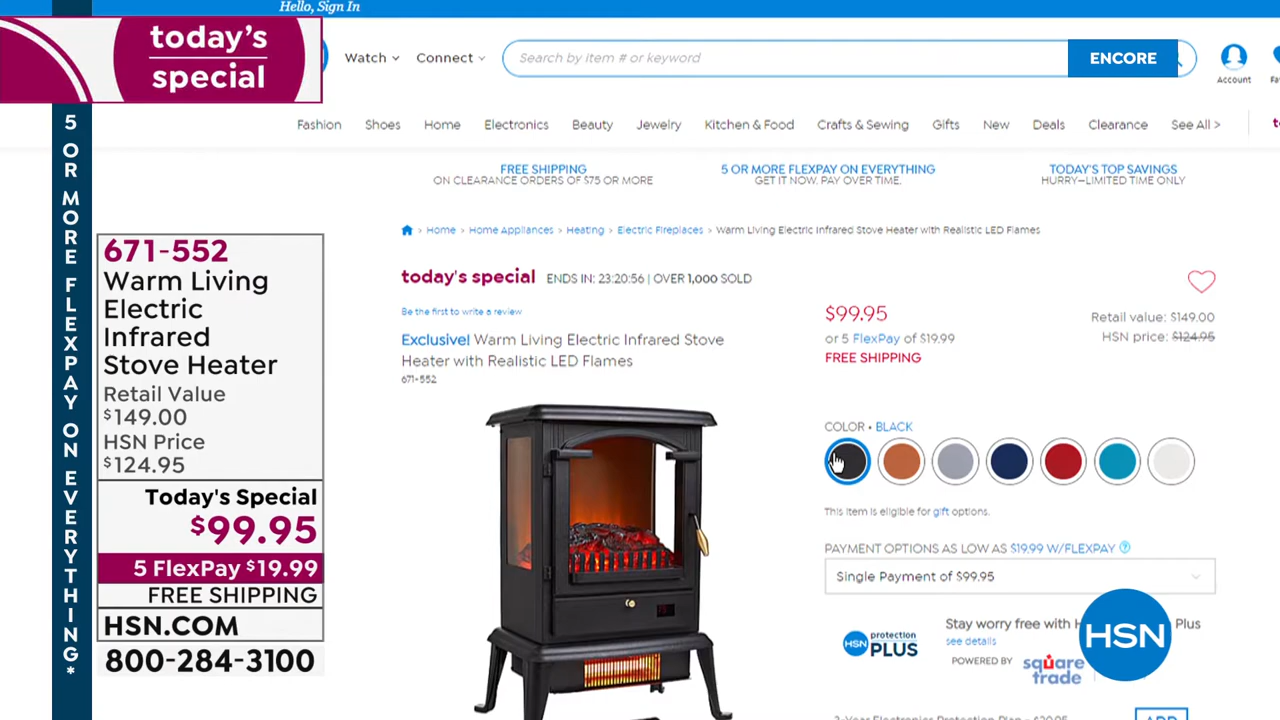 Hello, Sign In
today's
special
Watch
Connect
Search by item # or keyword
ENCORE
Account
Fashion
Shoes
Home
Electronics
Beauty
Jewelry
Kitchen & Food
Crafts & Sewing
Gifts
New
Deals
Clearance
See All >
FREE SHIPPING
ON CLEARANCE ORDERS OF $75 OR MORE
5 OR MORE FLEXPAY ON EVERYTHING
GET IT NOW, PAY OVER TIME.
TODAY'S TOP SAVINGS
HURRY–LIMITED TIME ONLY
5 OR MORE FLEXPAY ON EVERYTHING*
671-552
Warm Living
Electric
Infrared
Stove Heater
Retail Value
$149.00
HSN Price
$124.95
Today's Special
$99.95
5 FlexPay $19.99
FREE SHIPPING
HSN.COM
800-284-3100
› Home › Home Appliances › Heating › Electric Fireplaces › Warm Living Electric Infrared Stove Heater with Realistic LED Flames
today's special ENDS IN: 23:20:56 | OVER 1,000 SOLD
Be the first to write a review
Exclusive! Warm Living Electric Infrared Stove
Heater with Realistic LED Flames
671-552
$99.95
or 5 FlexPay of $19.99
FREE SHIPPING
Retail value: $149.00
HSN price: $124.95
COLOR • BLACK
This item is eligible for gift options.
PAYMENT OPTIONS AS LOW AS $19.99 W/FLEXPAY ?
Single Payment of $99.95
HSN protection PLUS
Stay worry free with
Plus
see details
POWERED BY
square
trade
HSN